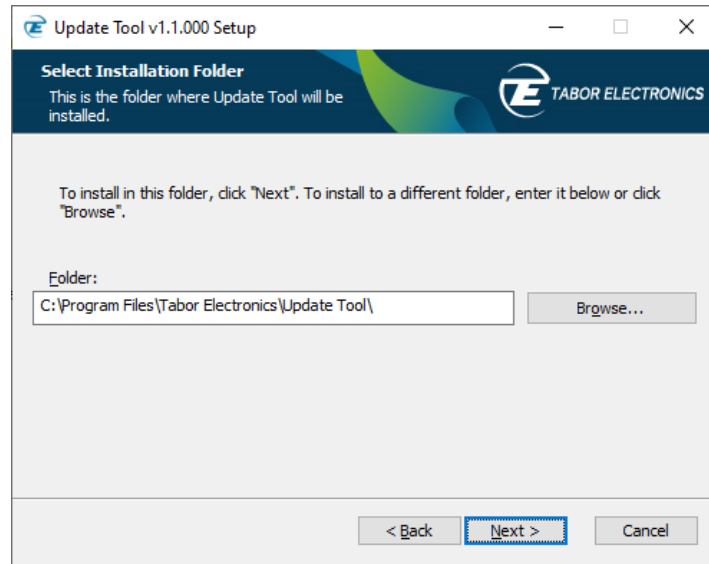 Update Tool v1.1.000 Setup
Select Installation Folder
This is the folder where Update Tool will be
installed.
TABOR ELECTRONICS
To install in this folder, click "Next". To install to a different folder, enter it below or click
"Browse".
Folder:
C:\Program Files\Tabor Electronics\Update Tool\
Browse...
< Back
Next >
Cancel